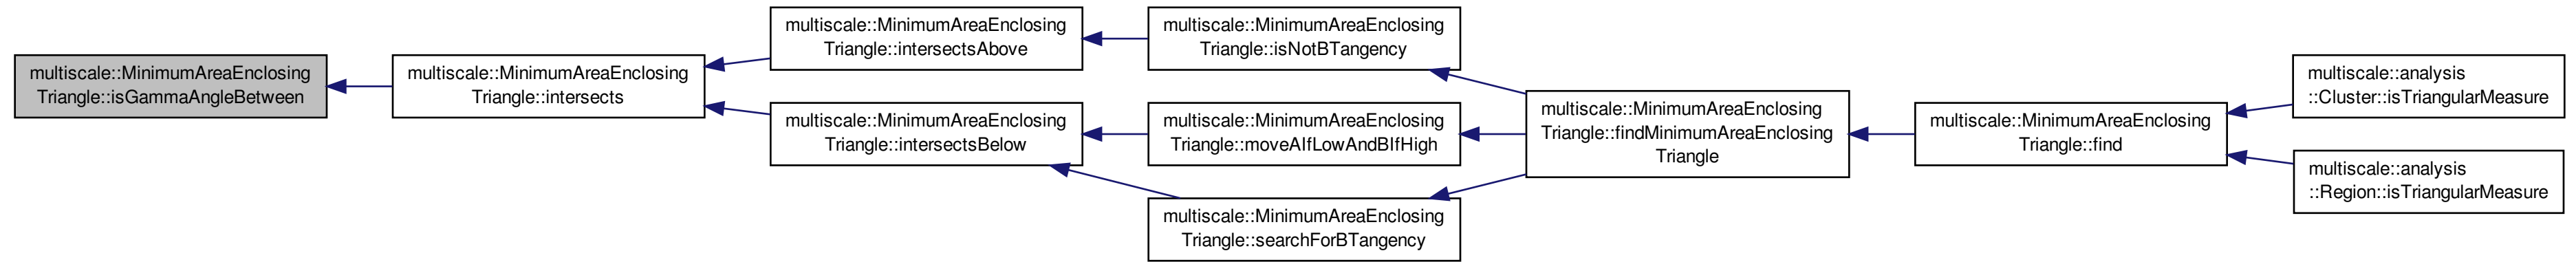 multiscale::MinimumAreaEnclosing
Triangle::isGammaAngleBetween
multiscale::MinimumAreaEnclosing
Triangle::intersects
multiscale::MinimumAreaEnclosing
Triangle::intersectsAbove
multiscale::MinimumAreaEnclosing
Triangle::intersectsBelow
multiscale::MinimumAreaEnclosing
Triangle::isNotBTangency
multiscale::MinimumAreaEnclosing
Triangle::moveAIfLowAndBIfHigh
multiscale::MinimumAreaEnclosing
Triangle::searchForBTangency
multiscale::MinimumAreaEnclosing
Triangle::findMinimumAreaEnclosing
Triangle
multiscale::MinimumAreaEnclosing
Triangle::find
multiscale::analysis
::Cluster::isTriangularMeasure
multiscale::analysis
::Region::isTriangularMeasure